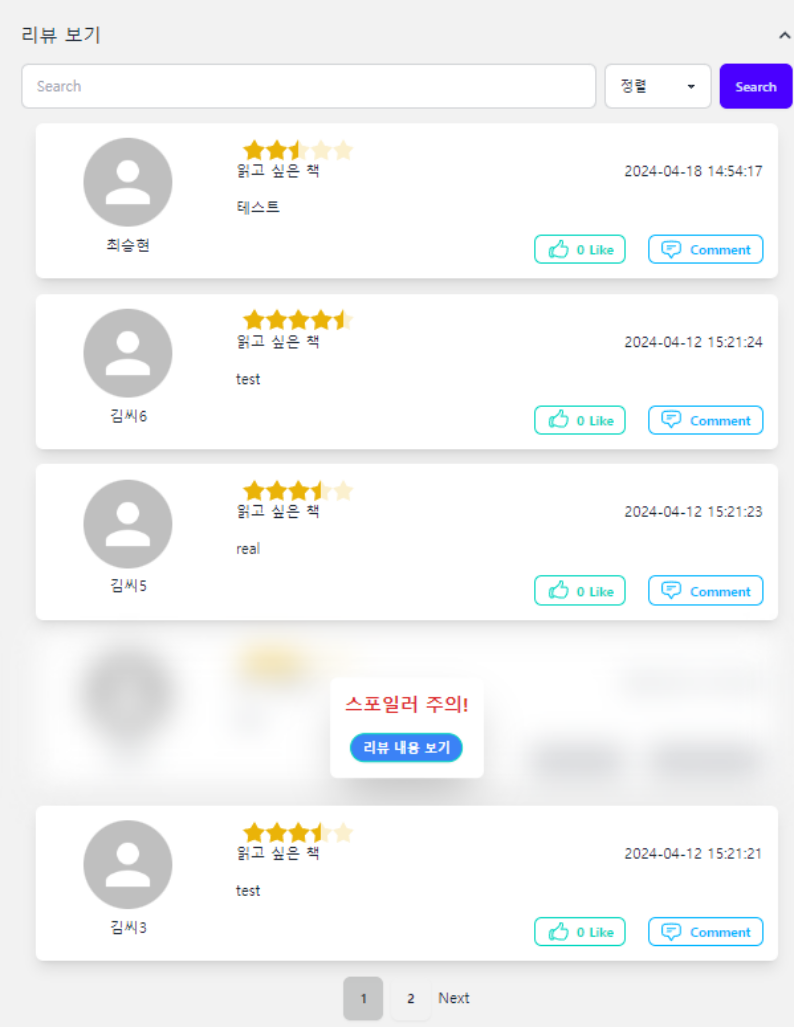 리뷰 보기
Search 정렬 Search
읽고 싶은 책 2024-04-18 14:54:17
테스트
최승현 0 Like Comment
읽고 싶은 책 2024-04-12 15:21:24
test
김씨6 0 Like Comment
읽고 싶은 책 2024-04-12 15:21:23
real
김씨5 0 Like Comment
스포일러 주의!
리뷰 내용 보기
읽고 싶은 책 2024-04-12 15:21:21
test
김씨3 0 Like Comment
1 2 Next